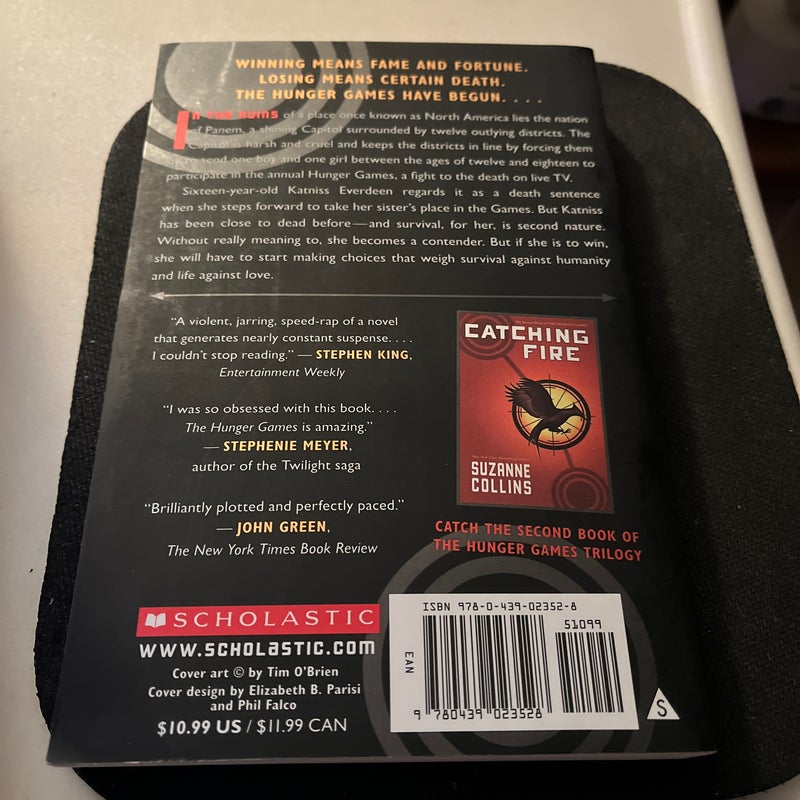 WINNING MEANS FAME AND FORTUNE.
LOSING MEANS CERTAIN DEATH.
THE HUNGER GAMES HAVE BEGUN. . . .
In the ruins of a place once known as North America lies the nation
of Panem, a shining Capitol surrounded by twelve outlying districts. The
Capitol is harsh and cruel and keeps the districts in line by forcing them
to send one boy and one girl between the ages of twelve and eighteen to
participate in the annual Hunger Games, a fight to the death on live TV.
Sixteen-year-old Katniss Everdeen regards it as a death sentence
when she steps forward to take her sister's place in the Games. But Katniss
has been close to dead before — and survival, for her, is second nature.
Without really meaning to, she becomes a contender. But if she is to win,
she will have to start making choices that weigh survival against humanity
and life against love.
"A violent, jarring, speed-rap of a novel
that generates nearly constant suspense. . . .
I couldn't stop reading." — STEPHEN KING,
Entertainment Weekly
"I was so obsessed with this book. . . .
The Hunger Games is amazing."
— STEPHENIE MEYER,
author of the Twilight saga
"Brilliantly plotted and perfectly paced."
— JOHN GREEN,
The New York Times Book Review
CATCHING
FIRE
SUZANNE
COLLINS
CATCH THE SECOND BOOK OF
THE HUNGER GAMES TRILOGY
SCHOLASTIC
www.scholastic.com
Cover art © by Tim O'Brien
Cover design by Elizabeth B. Parisi
and Phil Falco
$10.99 US / $11.99 CAN
ISBN 978-0-439-02352-8
51099
EAN
9 780439 023528
S